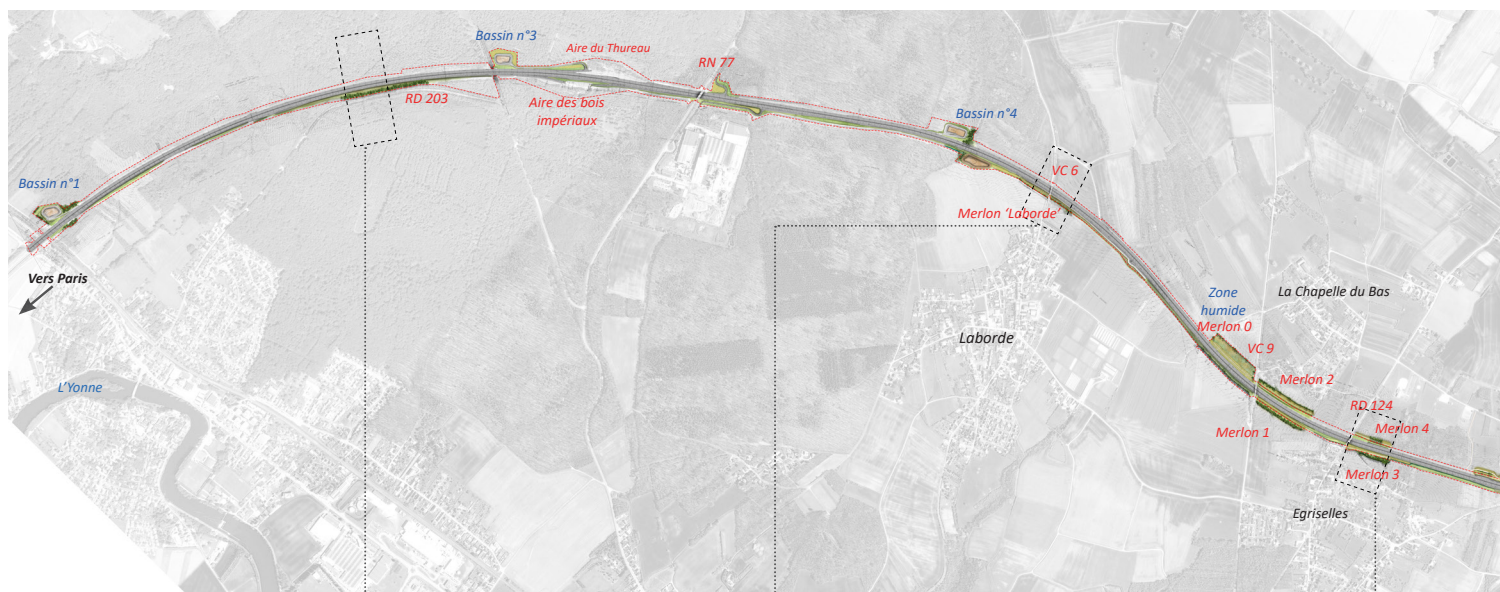 Bassin n°3
Aire du Thureau
RN 77
RD 203
Aire des bois
impériaux
Bassin n°4
Bassin n°1
VC 6
Merlon ‘Laborde’
Vers Paris
Zone
humide
La Chapelle du Bas
Merlon 0
Laborde
VC 9
L’Yonne
Merlon 2
RD 124
Merlon 1
Merlon 4
Merlon 3
Egriselles